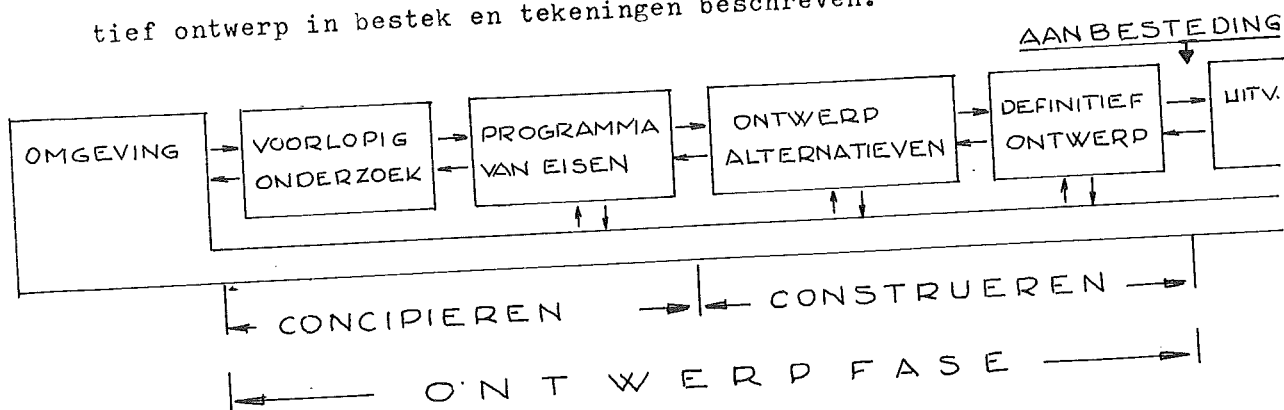 tief ontwerp in bestek en tekeningen beschreven.
AANBESTEDING
OMGEVING
VOORLOPIG
ONDERZOEK
PROGRAMMA
VAN EISEN
ONTWERP
ALTERNATIEVEN
DEFINITIEF
ONTWERP
UITV.
CONCIPIEREN
CONSTRUEREN
ONTWERPFASE